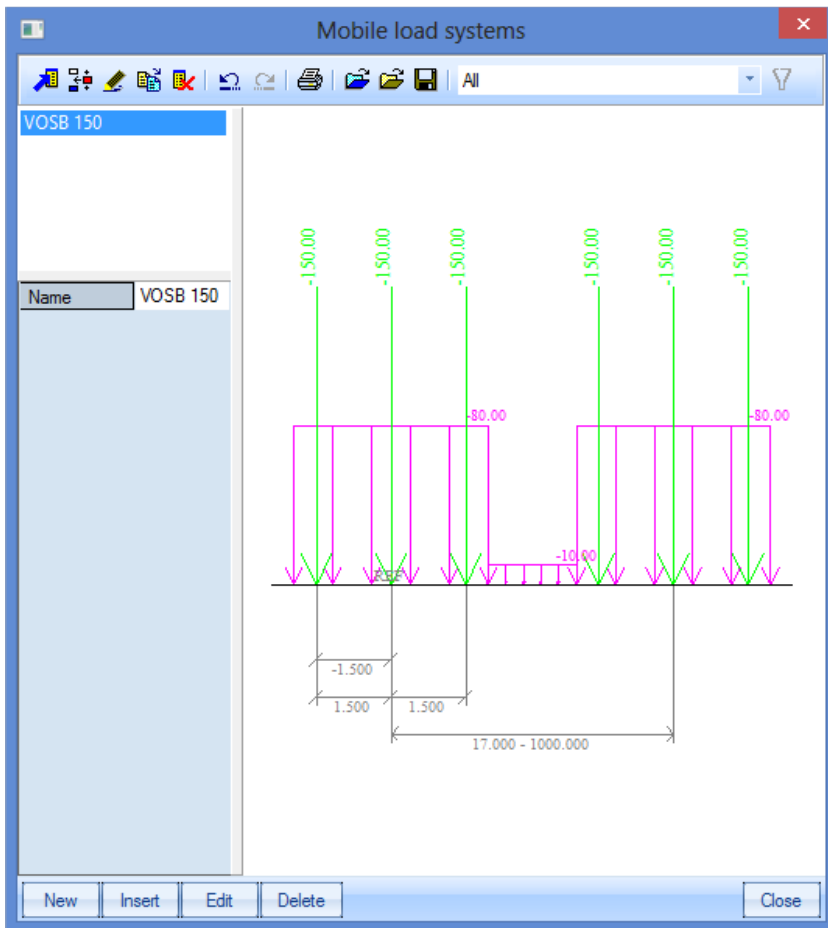 Mobile load systems
All
VOSB 150
Name VOSB 150
-150.00 -150.00 -150.00 -150.00 -150.00 -150.00
-80.00 -80.00
-10.00
REF
-1.500
1.500 1.500
17.000 - 1000.000
New Insert Edit Delete Close